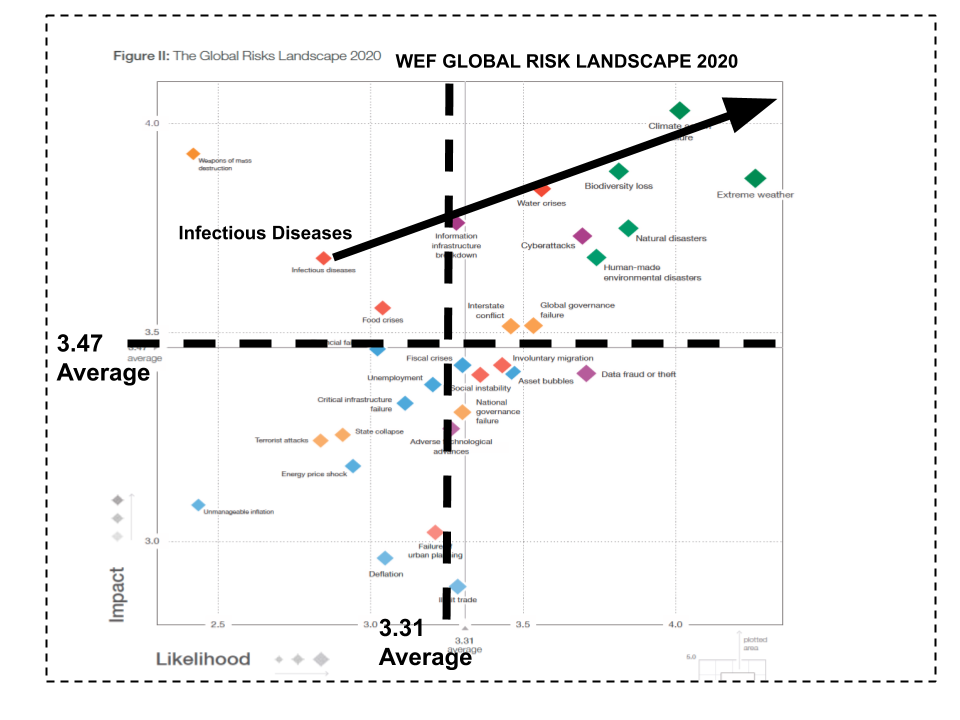 Figure II: The Global Risks Landscape 2020
WEF GLOBAL RISK LANDSCAPE 2020
4.0
Climate
Weapons of mass
destruction
Biodiversity loss
Extreme weather
Water crises
Infectious Diseases
Information
infrastructure
Cyberattacks
Natural disasters
Infectious diseases
Human-made
environmental disasters
Food crises
Interstate
conflict
Global governance
failure
3.5
3.47
Average
average
Fiscal crises
Involuntary migration
Unemployment
Social instability
Asset bubbles
Data fraud or theft
Critical infrastructure
failure
National
governance
failure
Terrorist attacks
State collapse
Adverse
Energy price shock
Unmanageable inflation
3.0
urban
Deflation
trade
Impact
2.5
3.0
3.5
4.0
3.31
Average
3.31
average
Likelihood
plotted
area
5.0